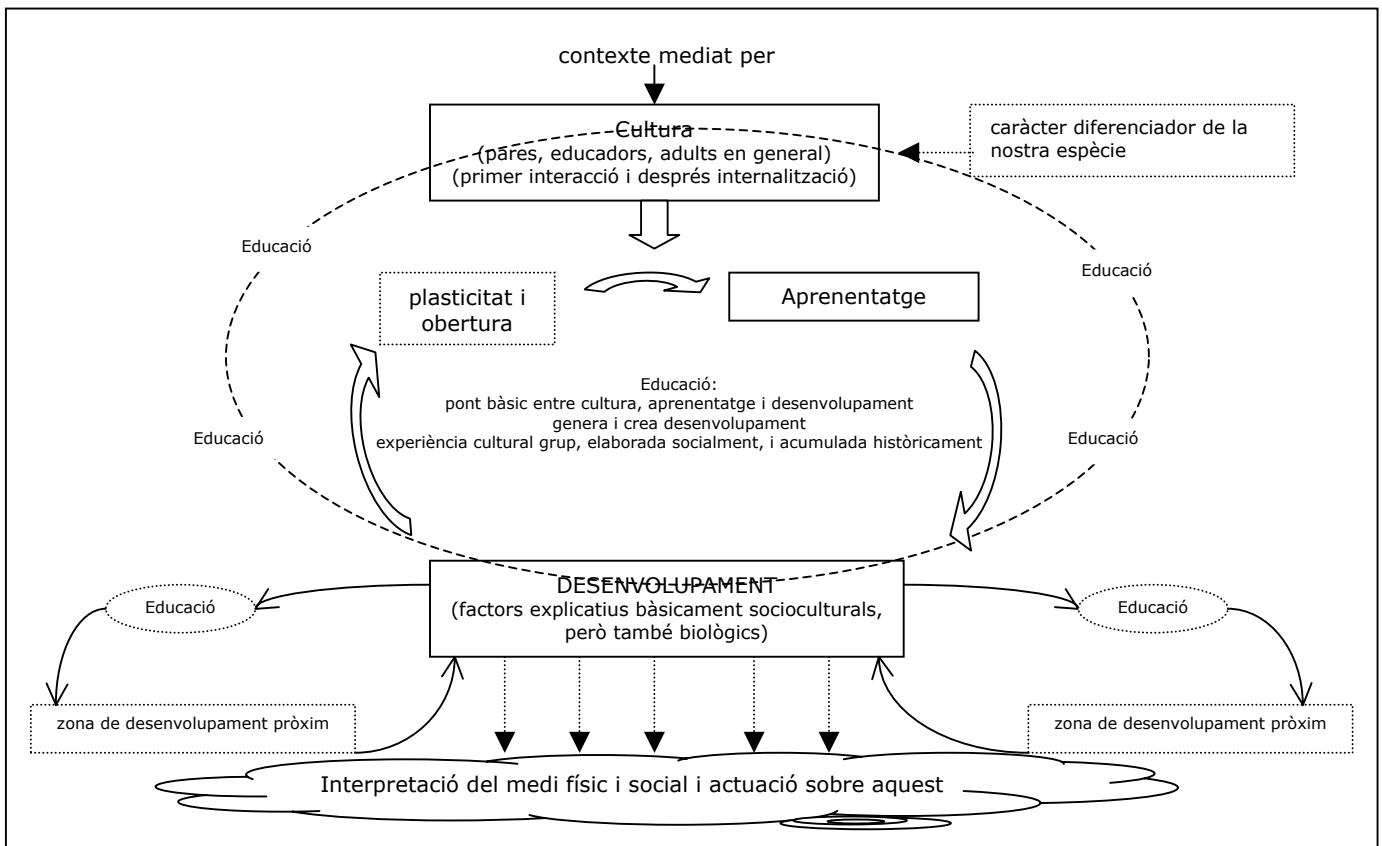 contexte mediat per
Cultura
(pares, educadors, adults en general)
(primer interacció i després internalització)
caràcter diferenciador de la
nostra espècie
Educació
Educació
plasticitat i
obertura
Aprenentatge
Educació:
pont bàsic entre cultura, aprenentatge i desenvolupament
genera i crea desenvolupament
experiència cultural grup, elaborada socialment, i acumulada històricament
Educació
Educació
DESENVOLUPAMENT
(factors explicatius bàsicament socioculturals,
però també biològics)
Educació
Educació
zona de desenvolupament pròxim
zona de desenvolupament pròxim
Interpretació del medi físic i social i actuació sobre aquest